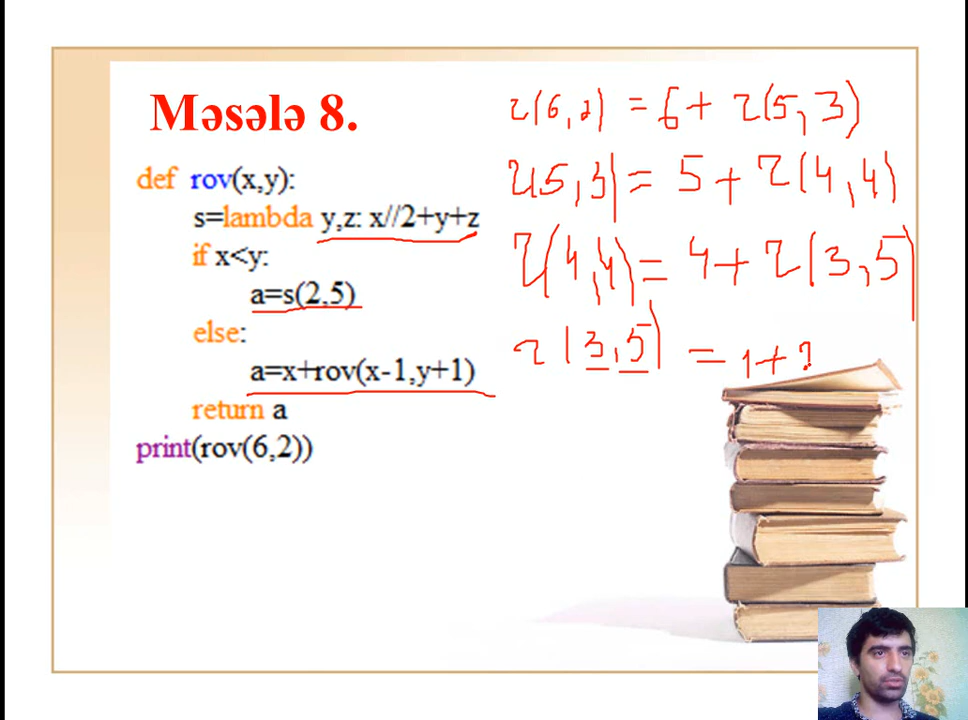 Məsələ 8.
def rov(x,y):
s=lambda y,z: x//2+y+z
if x<y:
a=s(2,5)
else:
a=x+rov(x-1,y+1)
return a
print(rov(6,2))
r(6,2) = 6+ r(5,3)
r(5,3) = 5+ r(4,4)
r(4,4) = 4+ r(3,5)
r(3,5) = 1+?